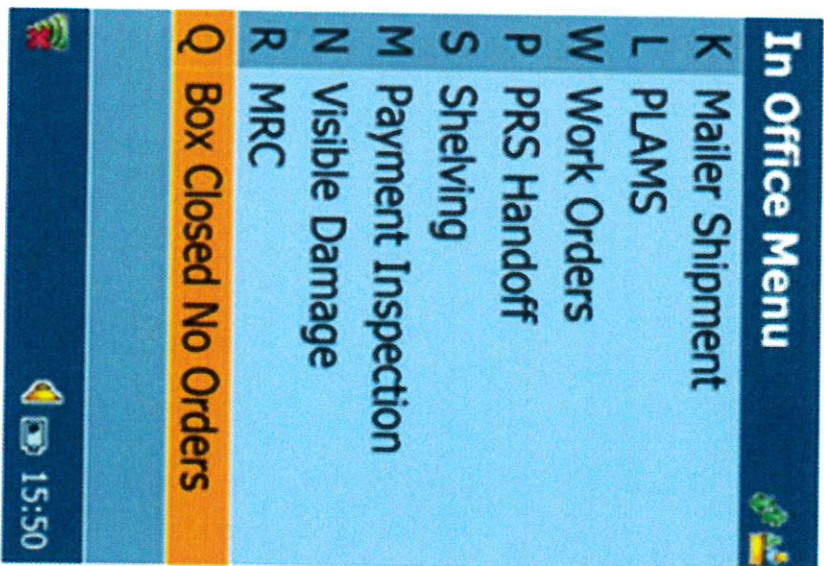 In Office Menu
K Mailer Shipment
L PLAMS
W Work Orders
P PRS Handoff
S Shelving
M Payment Inspection
N Visible Damage
R MRC
Q Box Closed No Orders
15:50